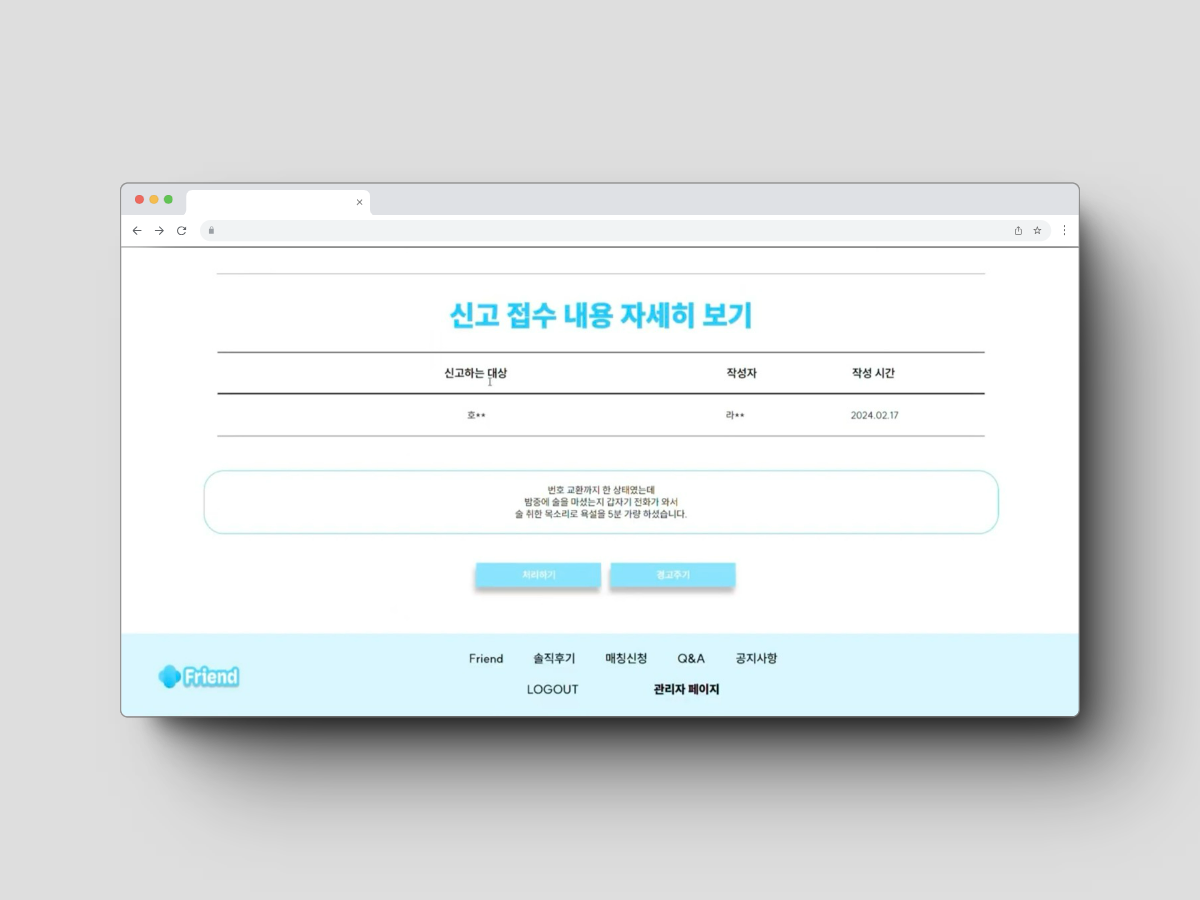 신고 접수 내용 자세히 보기
신고하는 대상 작성자 작성 시간
호** 라** 2024.02.17
번호 교환까지 한 상태였는데
밤중에 술을 마셨는지 갑자기 전화가 와서
술 취한 목소리로 욕설을 5분 가량 하셨습니다.
처리하기 경고주기
Friend 솔직후기 매칭신청 Q&A 공지사항
Friend
LOGOUT 관리자 페이지